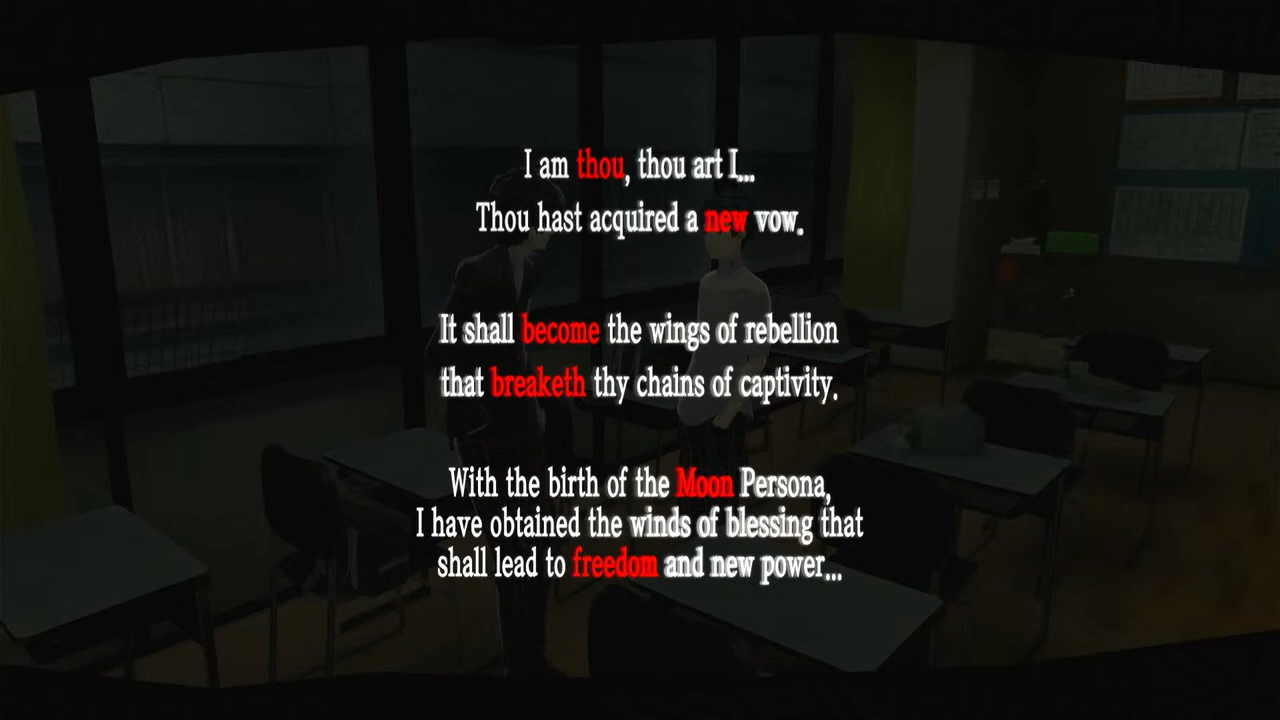 I am thou, thou art I...
Thou hast acquired a new vow.
It shall become the wings of rebellion
that breaketh thy chains of captivity.
With the birth of the Moon Persona,
I have obtained the winds of blessing that
shall lead to freedom and new power...